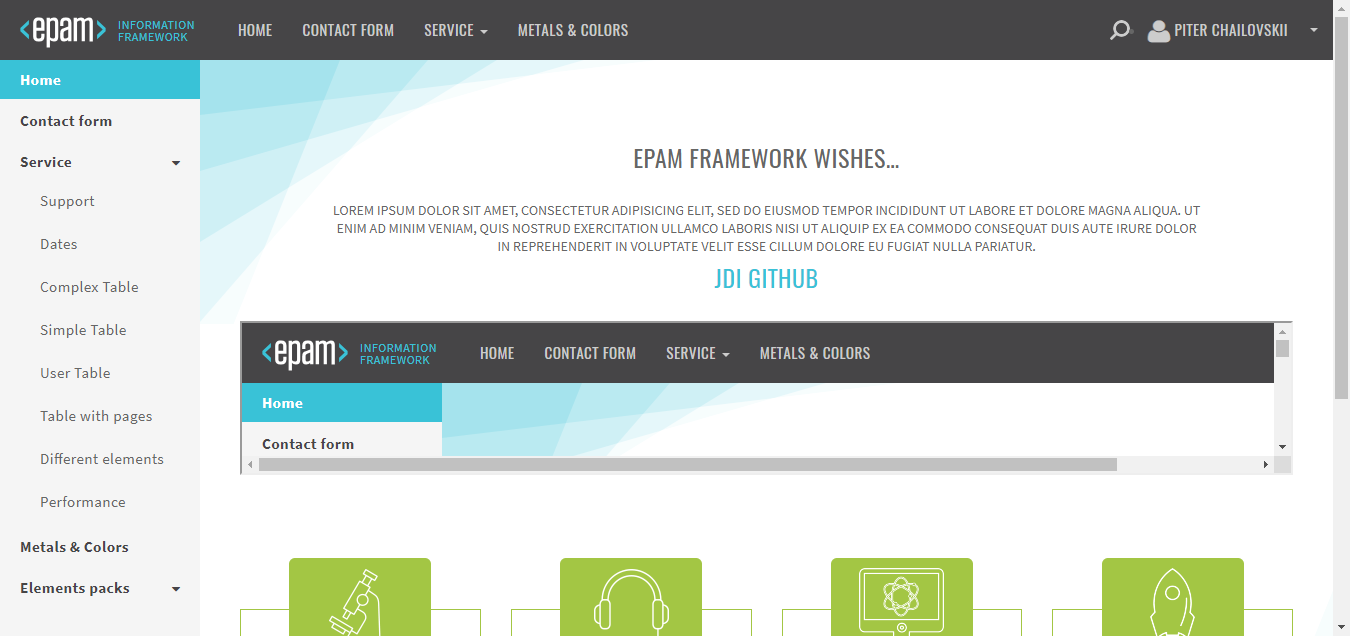 <epam> INFORMATION
FRAMEWORK
HOME CONTACT FORM SERVICE METALS & COLORS
PITER CHAILOVSKII
Home
Contact form
Service
Support
Dates
Complex Table
Simple Table
User Table
Table with pages
Different elements
Performance
Metals & Colors
Elements packs
EPAM FRAMEWORK WISHES…
LOREM IPSUM DOLOR SIT AMET, CONSECTETUR ADIPISICING ELIT, SED DO EIUSMOD TEMPOR INCIDIDUNT UT LABORE ET DOLORE MAGNA ALIQUA. UT
ENIM AD MINIM VENIAM, QUIS NOSTRUD EXERCITATION ULLAMCO LABORIS NISI UT ALIQUIP EX EA COMMODO CONSEQUAT DUIS AUTE IRURE DOLOR
IN REPREHENDERIT IN VOLUPTATE VELIT ESSE CILLUM DOLORE EU FUGIAT NULLA PARIATUR.
JDI GITHUB
<epam> INFORMATION
FRAMEWORK
HOME CONTACT FORM SERVICE METALS & COLORS
Home
Contact form